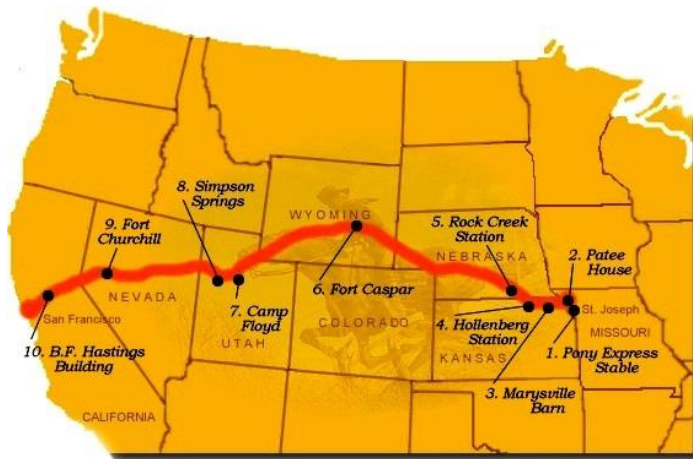 8. Simpson
Springs
WYOMING
5. Rock Creek
Station
9. Fort
Churchill
NEBRASKA
2. Patee
House
NEVADA
6. Fort Caspar
St. Joseph
San Francisco
7. Camp
Floyd
COLORADO
4. Hollenberg
Station
MISSOURI
UTAH
10. B.F. Hastings
Building
KANSAS
1. Pony Express
Stable
3. Marysville
Barn
CALIFORNIA